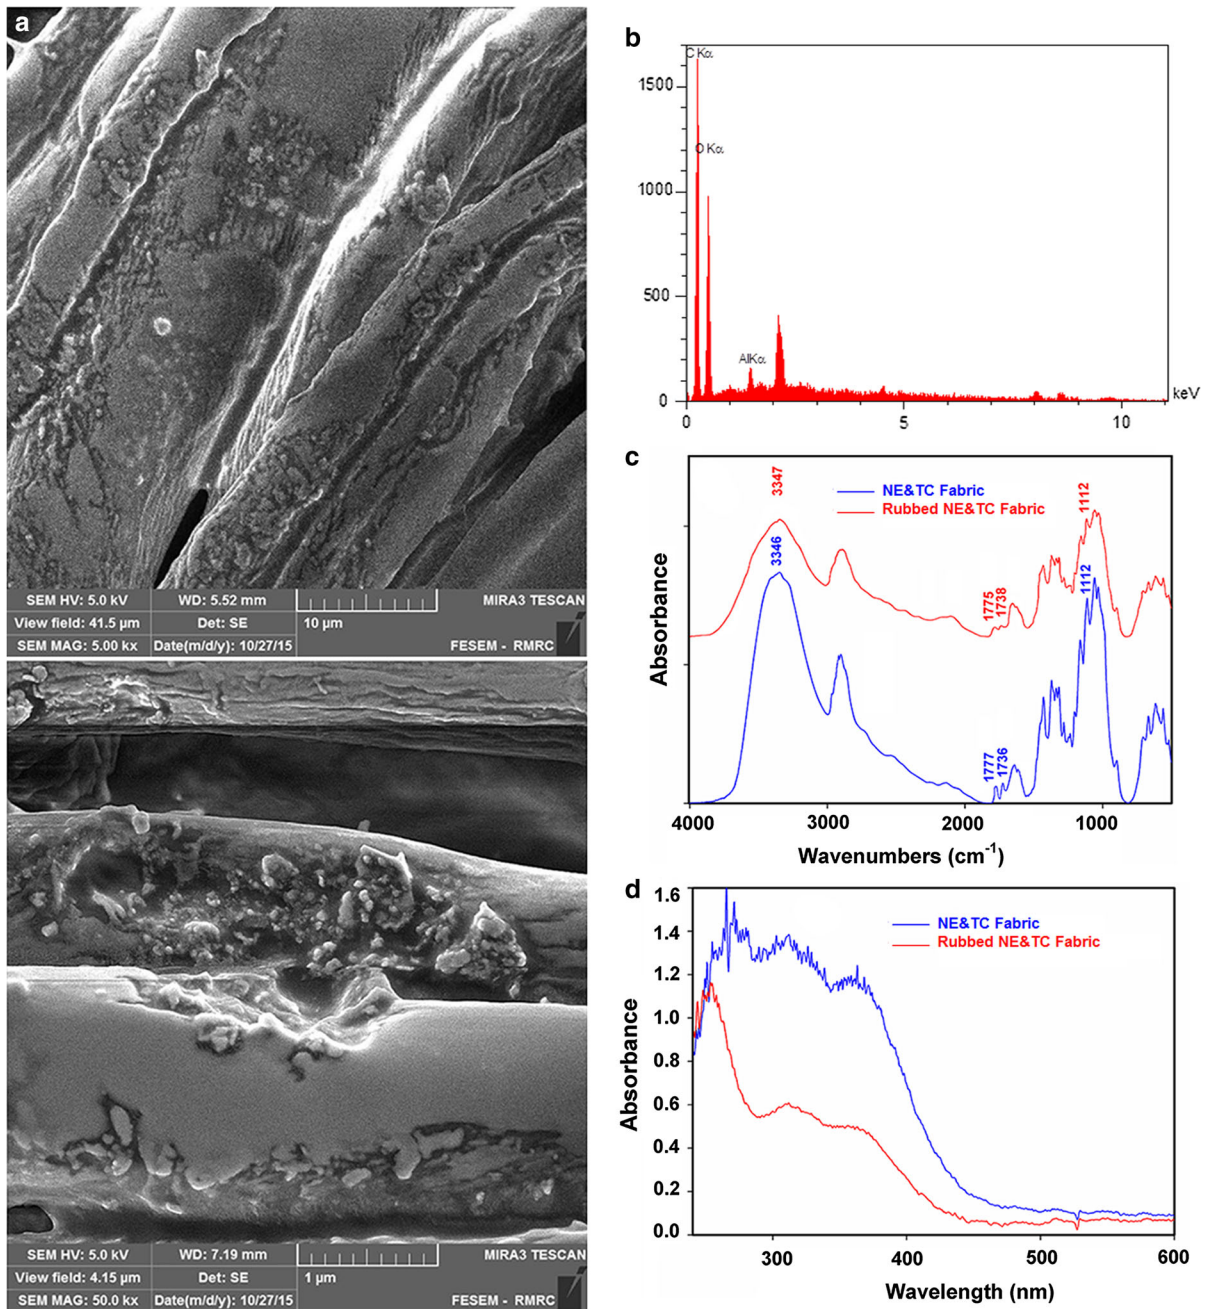 a
SEM HV: 5.0 kV
WD: 5.52 mm
MIRA3 TESCAN
View field: 41.5 µm
Det: SE
10 µm
SEM MAG: 5.00 kx
Date(m/d/y): 10/27/15
FESEM - RMRC
SEM HV: 5.0 kV
WD: 7.19 mm
MIRA3 TESCAN
View field: 4.15 µm
Det: SE
1 µm
SEM MAG: 50.0 kx
Date(m/d/y): 10/27/15
FESEM - RMRC
b
C Kα
1500
O Kα
1000
500
AlKα
0
keV
0
5
10
c
3347
1112
NE&TC Fabric
Rubbed NE&TC Fabric
3346
1112
1775
1738
1777
1736
Absorbance
4000
3000
2000
1000
Wavenumbers (cm⁻¹)
d
1.6
1.4
1.2
1.0
0.8
0.6
0.4
0.2
0.0
NE&TC Fabric
Rubbed NE&TC Fabric
Absorbance
300
400
500
600
Wavelength (nm)